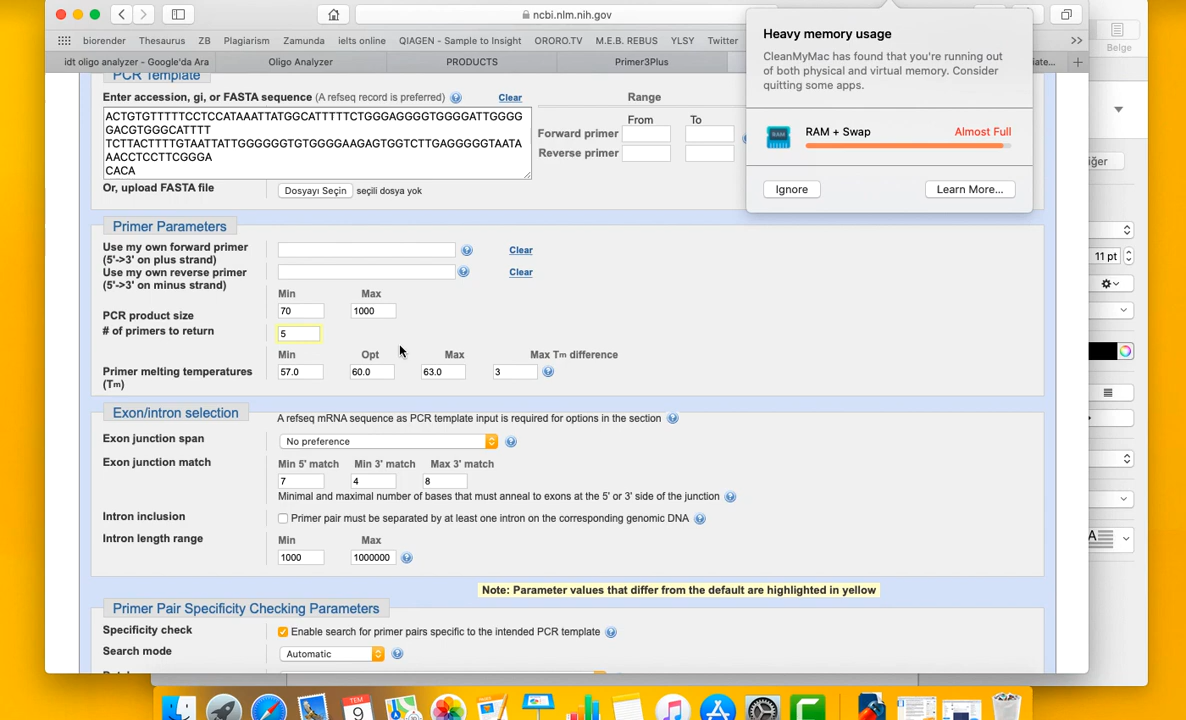 ncbi.nlm.nih.gov
biorender Thesaurus ZB Plagiarism Zamunda ielts online QIAGEN - Sample to Insight ORORO.TV M.E.B. REBUS YLSY Twitter
idt oligo analyzer - Google'da Ara Oligo Analyzer PRODUCTS Primer3Plus
Heavy memory usage
CleanMyMac has found that you're running out
of both physical and virtual memory. Consider
quitting some apps.
RAM + Swap Almost Full
RAM
Ignore Learn More...
Belge
PCR Template
Enter accession, gi, or FASTA sequence (A refseq record is preferred) Clear Range
From To
ACTGTGTTTTTCCTCCATAAATTATGGCATTTTTCTGGGAGGGGTGGGGATTGGGG
GACGTGGGCATTTT
TCTTACTTTTGTAATTATTGGGGGGTGTGGGGAAGAGTGGTCTTGAGGGGGTAATA
AACCTCCTTCGGGA
CACA
Forward primer
Reverse primer
Or, upload FASTA file Dosyayı Seçin seçili dosya yok
Primer Parameters
Use my own forward primer
(5'->3' on plus strand) Clear
Use my own reverse primer
(5'->3' on minus strand) Clear
Min Max
PCR product size 70 1000
# of primers to return 5
Min Opt Max Max Tm difference
Primer melting temperatures
(Tm) 57.0 60.0 63.0 3
Exon/intron selection
A refseq mRNA sequence as PCR template input is required for options in the section
Exon junction span No preference
Exon junction match Min 5' match Min 3' match Max 3' match
7 4 8
Minimal and maximal number of bases that must anneal to exons at the 5' or 3' side of the junction
Intron inclusion Primer pair must be separated by at least one intron on the corresponding genomic DNA
Intron length range Min Max
1000 1000000
Note: Parameter values that differ from the default are highlighted in yellow
Primer Pair Specificity Checking Parameters
Specificity check Enable search for primer pairs specific to the intended PCR template
Search mode Automatic
11 pt
TEM
9